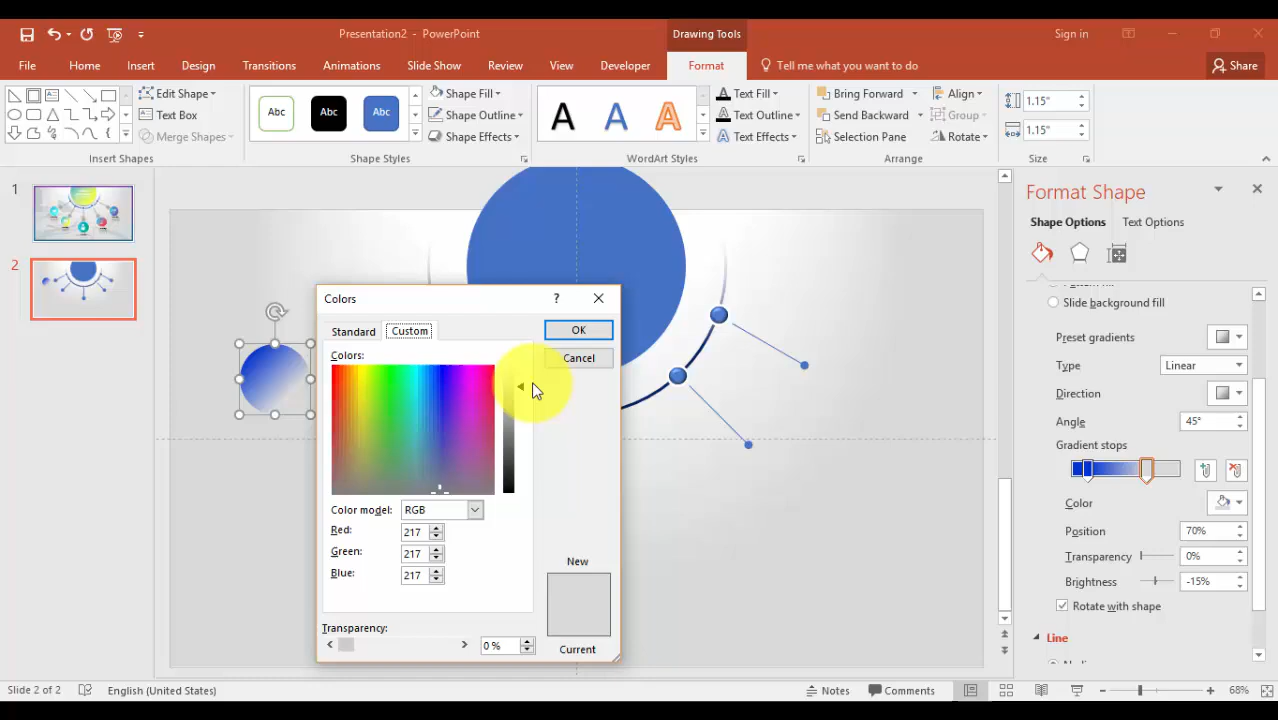 Presentation2 - PowerPoint
Drawing Tools
Sign in
File Home Insert Design Transitions Animations Slide Show Review View Developer Format Tell me what you want to do Share
Edit Shape
Text Box
Merge Shapes
Insert Shapes
Abc Abc Abc
Shape Fill
Shape Outline
Shape Effects
Shape Styles
A A A
Text Fill
Text Outline
Text Effects
WordArt Styles
Bring Forward
Send Backward
Selection Pane
Align
Group
Rotate
Arrange
1.15"
1.15"
Size
1
2
Colors
?
Standard Custom
OK
Cancel
Colors:
Color model: RGB
Red: 217
Green: 217
Blue: 217
New
Current
Transparency:
0 %
Format Shape
Shape Options Text Options
Slide background fill
Preset gradients
Type Linear
Direction
Angle 45°
Gradient stops
Color
Position 70%
Transparency 0%
Brightness -15%
Rotate with shape
Line
Slide 2 of 2 English (United States) Notes Comments 68%